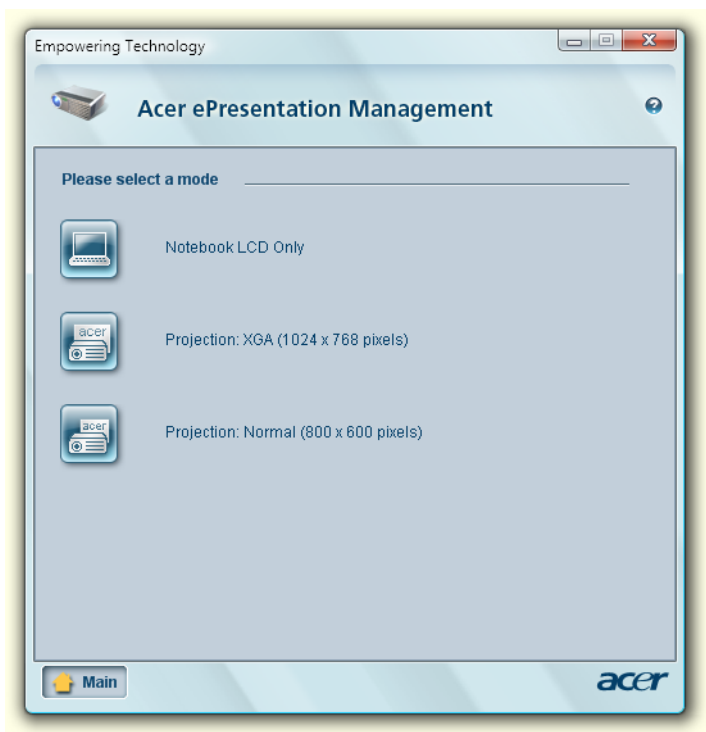 Empowering Technology
Acer ePresentation Management
Please select a mode
Notebook LCD Only
acer
Projection: XGA (1024 x 768 pixels)
acer
Projection: Normal (800 x 600 pixels)
Main
acer